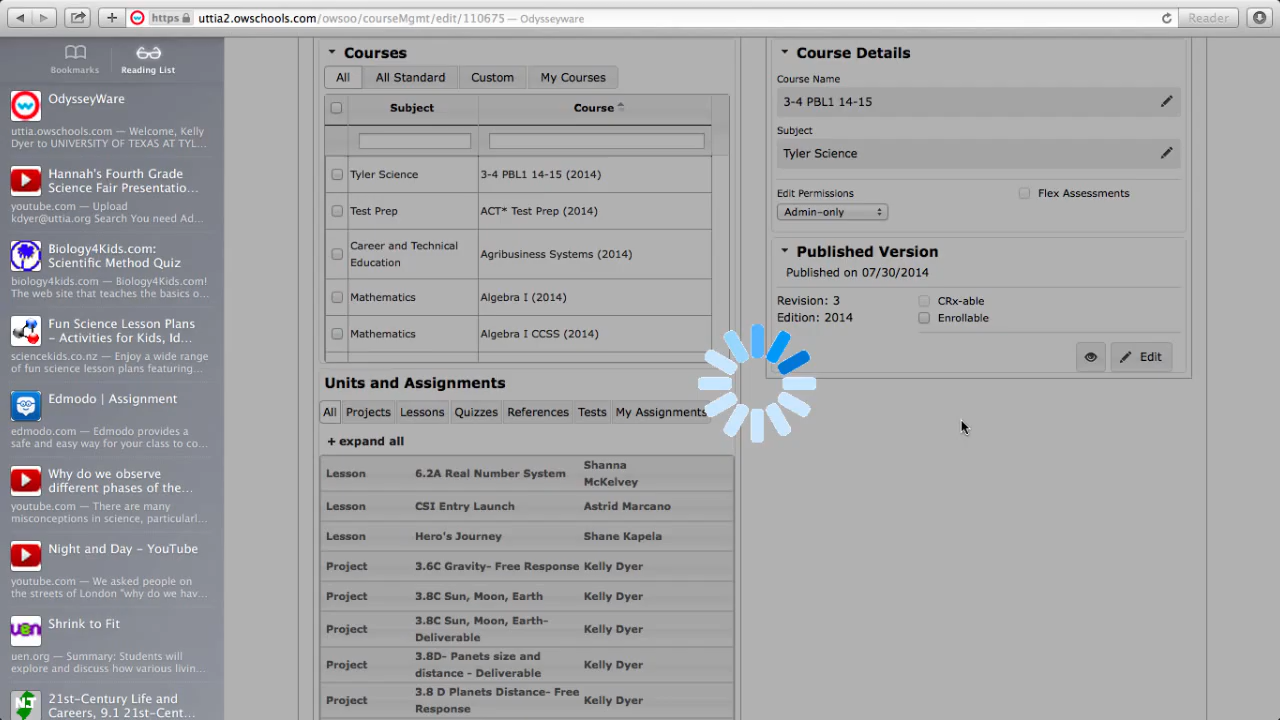 https uttia2.owschools.com/owsoo/courseMgmt/edit/110675 — Odysseyware
Reader
Bookmarks
Reading List
OdysseyWare
uttia.owschools.com — Welcome, Kelly
Dyer to UNIVERSITY OF TEXAS AT TYL...
Hannah's Fourth Grade
Science Fair Presentatio...
youtube.com — Upload
kdyer@uttia.org Search You need Ad...
Biology4Kids.com:
Scientific Method Quiz
biology4kids.com — Biology4Kids.com!
The web site that teaches the basics o...
Fun Science Lesson Plans
– Activities for Kids, Id...
sciencekids.co.nz — Enjoy a wide range
of fun science lesson plans featuring...
Edmodo | Assignment
edmodo.com — Edmodo provides a
safe and easy way for your class to co...
Why do we observe
different phases of the...
youtube.com — There are many
misconceptions in science, particularl...
Night and Day – YouTube
youtube.com — We asked people on
the streets of London "why do we hav...
Shrink to Fit
uen
uen.org — Summary: Students will
explore and discuss how various livin...
21st-Century Life and
Careers, 9.1 21st-Cent...
Courses
All
All Standard
Custom
My Courses
Subject
Course
Tyler Science
3-4 PBL1 14-15 (2014)
Test Prep
ACT* Test Prep (2014)
Career and Technical
Education
Agribusiness Systems (2014)
Mathematics
Algebra I (2014)
Mathematics
Algebra I CCSS (2014)
Units and Assignments
All
Projects
Lessons
Quizzes
References
Tests
My Assignments
+ expand all
Lesson
6.2A Real Number System
Shanna
McKelvey
Lesson
CSI Entry Launch
Astrid Marcano
Lesson
Hero's Journey
Shane Kapela
Project
3.6C Gravity- Free Response
Kelly Dyer
Project
3.8C Sun, Moon, Earth
Kelly Dyer
Project
3.8C Sun, Moon, Earth-
Deliverable
Kelly Dyer
Project
3.8D- Panets size and
distance - Deliverable
Kelly Dyer
Project
3.8 D Planets Distance- Free
Response
Kelly Dyer
Course Details
Course Name
3-4 PBL1 14-15
Subject
Tyler Science
Edit Permissions
Admin-only
Flex Assessments
Published Version
Published on 07/30/2014
Revision: 3
CRx-able
Edition: 2014
Enrollable
Edit